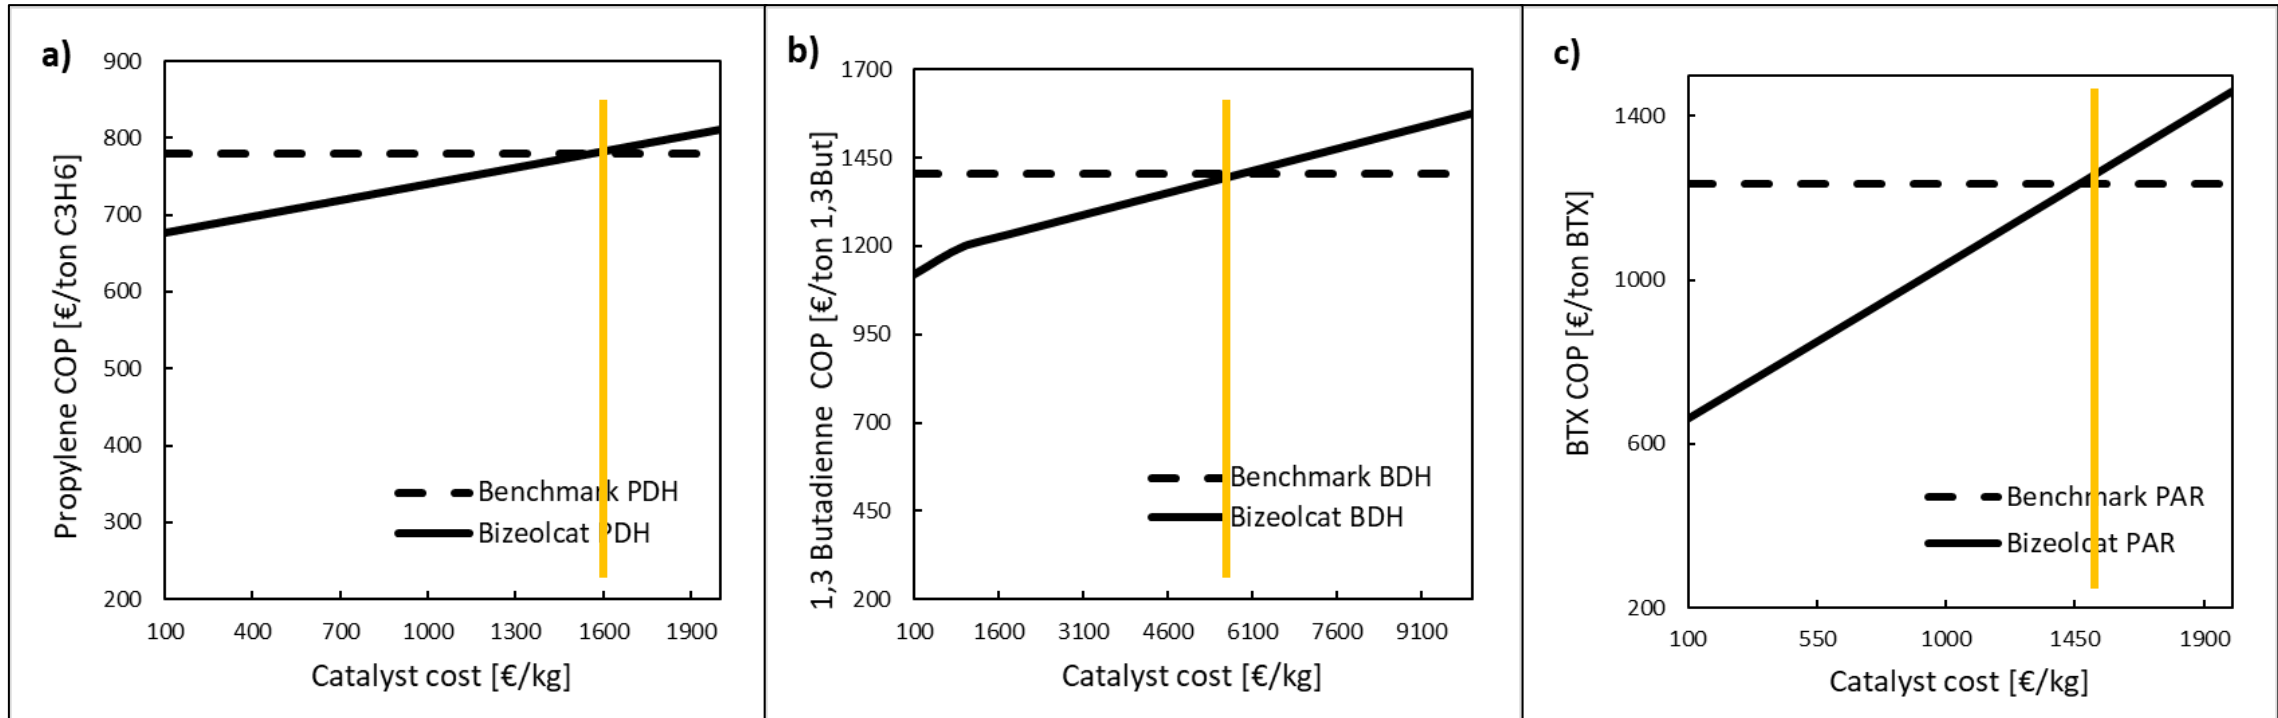 a)
Propylene COP [€/ton C3H6]
900
800
700
600
500
400
300
200
100 400 700 1000 1300 1600 1900
Catalyst cost [€/kg]
Benchmark PDH
Bizeolcat PDH
b)
1,3 Butadienne COP [€/ton 1,3But]
1700
1450
1200
950
700
450
200
100 1600 3100 4600 6100 7600 9100
Catalyst cost [€/kg]
Benchmark BDH
Bizeolcat BDH
c)
BTX COP [€/ton BTX]
1400
1000
600
200
100 550 1000 1450 1900
Catalyst cost [€/kg]
Benchmark PAR
Bizeolcat PAR